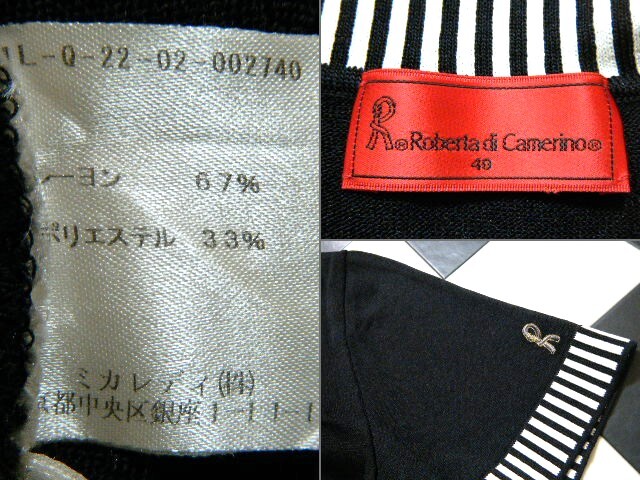 1L-Q-22-02-002740
レーヨン 67%
ポリエステル 33%
ミカレディ(株)
京都中央区銀座1-11-1
R® Roberta di Camerino®
40
R